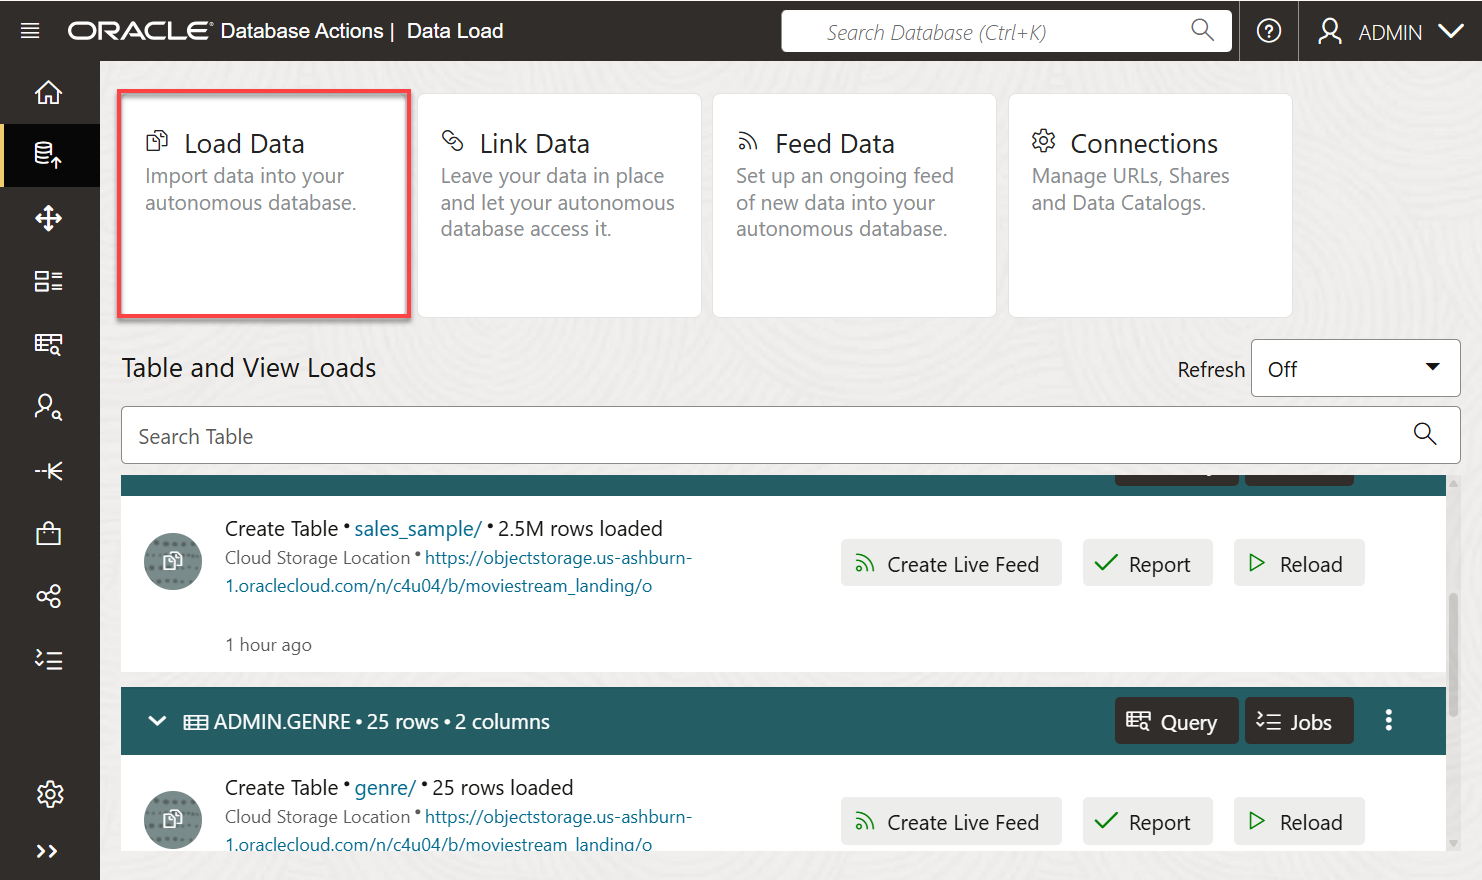 ORACLE® Database Actions | Data Load
Search Database (Ctrl+K)
ADMIN
Load Data
Import data into your
autonomous database.
Link Data
Leave your data in place
and let your autonomous
database access it.
Feed Data
Set up an ongoing feed
of new data into your
autonomous database.
Connections
Manage URLs, Shares
and Data Catalogs.
Table and View Loads
Refresh
Off
Search Table
Create Table • sales_sample/ • 2.5M rows loaded
Cloud Storage Location • https://objectstorage.us-ashburn-
1.oraclecloud.com/n/c4u04/b/moviestream_landing/o
1 hour ago
Create Live Feed
Report
Reload
ADMIN.GENRE • 25 rows • 2 columns
Query
Jobs
Create Table • genre/ • 25 rows loaded
Cloud Storage Location • https://objectstorage.us-ashburn-
1.oraclecloud.com/n/c4u04/b/moviestream_landing/o
Create Live Feed
Report
Reload